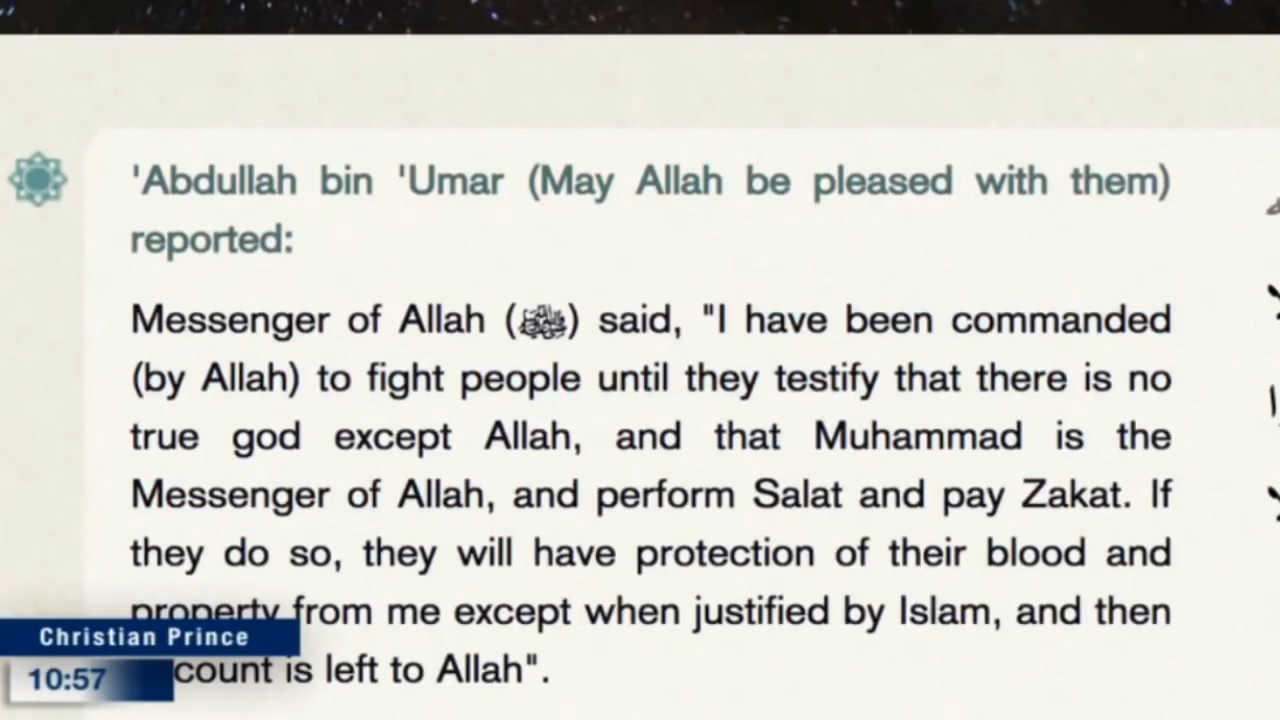 'Abdullah bin 'Umar (May Allah be pleased with them)
reported:
Messenger of Allah (ﷺ) said, "I have been commanded
(by Allah) to fight people until they testify that there is no
true god except Allah, and that Muhammad is the
Messenger of Allah, and perform Salat and pay Zakat. If
they do so, they will have protection of their blood and
property from me except when justified by Islam, and then
count is left to Allah".
Christian Prince
10:57